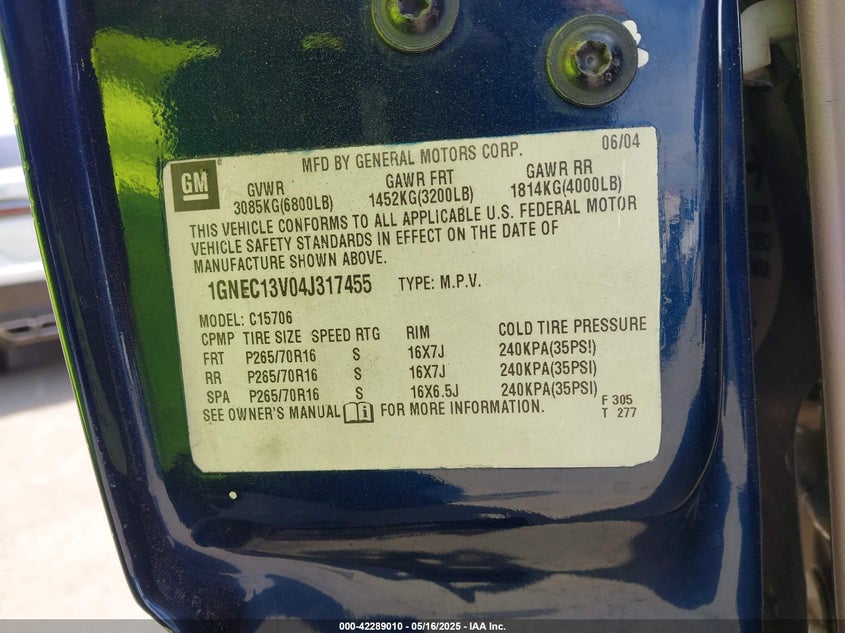 MFD BY GENERAL MOTORS CORP. 06/04
GM
GVWR GAWR FRT GAWR RR
3085KG(6800LB) 1452KG(3200LB) 1814KG(4000LB)
THIS VEHICLE CONFORMS TO ALL APPLICABLE U.S. FEDERAL MOTOR
VEHICLE SAFETY STANDARDS IN EFFECT ON THE DATE OF
MANUFACTURE SHOWN ABOVE.
1GNEC13V04J317455 TYPE: M.P.V.
MODEL: C15706
CPMP TIRE SIZE SPEED RTG RIM COLD TIRE PRESSURE
FRT P265/70R16 S 16X7J 240KPA(35PSI)
RR P265/70R16 S 16X7J 240KPA(35PSI)
SPA P265/70R16 S 16X6.5J 240KPA(35PSI)
SEE OWNER'S MANUAL FOR MORE INFORMATION.
F 305
T 277
000-42289010 - 05/16/2025 - IAA Inc.